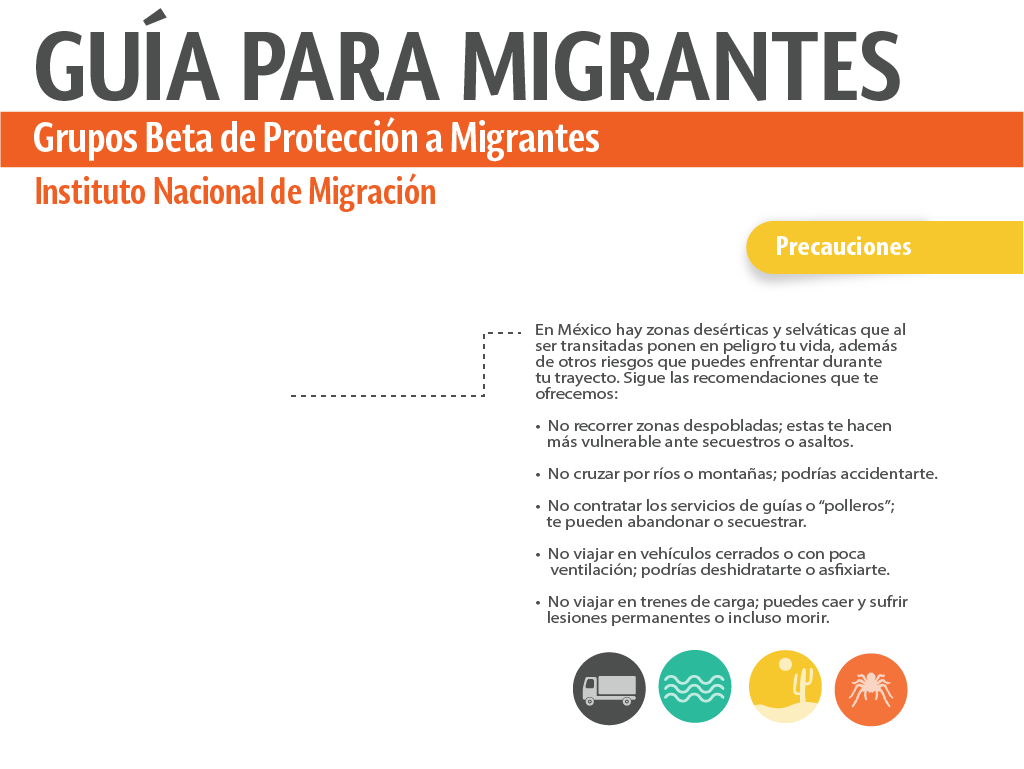 GUÍA PARA MIGRANTES
Grupos Beta de Protección a Migrantes
Instituto Nacional de Migración
Precauciones
En México hay zonas desérticas y selváticas que al
ser transitadas ponen en peligro tu vida, además
de otros riesgos que puedes enfrentar durante
tu trayecto. Sigue las recomendaciones que te
ofrecemos:
• No recorrer zonas despobladas; estas te hacen
más vulnerable ante secuestros o asaltos.
• No cruzar por ríos o montañas; podrías accidentarte.
• No contratar los servicios de guías o “polleros”;
te pueden abandonar o secuestrar.
• No viajar en vehículos cerrados o con poca
ventilación; podrías deshidratarte o asfixiarte.
• No viajar en trenes de carga; puedes caer y sufrir
lesiones permanentes o incluso morir.